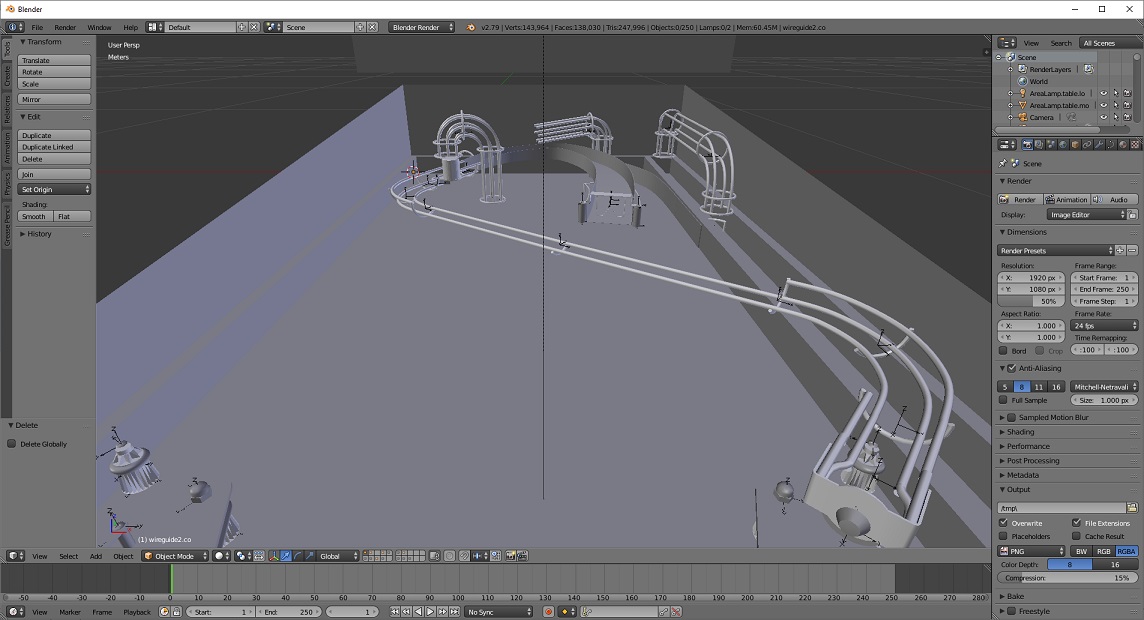 Blender
File Render Window Help Default Scene Blender Render v2.79 | Verts:143,964 | Faces:138,030 | Tris:247,996 | Objects:0/250 | Lamps:0/2 | Mem:60.45M | wireguide2.co
Tools
Create
Relations
Animation
Physics
Grease Pencil
Transform
Translate
Rotate
Scale
Mirror
Edit
Duplicate
Duplicate Linked
Delete
Join
Set Origin
Shading:
Smooth Flat
History
Delete
Delete Globally
User Persp
Meters
(1) wireguide2.co
View Select Add Object Object Mode Global
-50 -40 -30 -20 -10 0 10 20 30 40 50 60 70 80 90 100 110 120 130 140 150 160 170 180 190 200 210 220 230 240 250 260 270 280
View Marker Frame Playback Start: 1 End: 250 1 No Sync
View Search All Scenes
Scene
RenderLayers
World
AreaLamp.table.lo
AreaLamp.table.mo
Camera
Scene
Render
Render Animation Audio
Display: Image Editor
Dimensions
Render Presets
Resolution: Frame Range:
X: 1920 px Start Frame: 1
Y: 1080 px End Frame: 250
50% Frame Step: 1
Aspect Ratio: Frame Rate:
X: 1.000 24 fps
Y: 1.000 Time Remapping:
Bord Crop :100 :100
Anti-Aliasing
5 8 11 16 Mitchell-Netravali
Full Sample Size: 1.000 px
Sampled Motion Blur
Shading
Performance
Post Processing
Metadata
Output
/tmp\
Overwrite File Extensions
Placeholders Cache Result
PNG BW RGB RGBA
Color Depth: 8 16
Compression: 15%
Bake
Freestyle